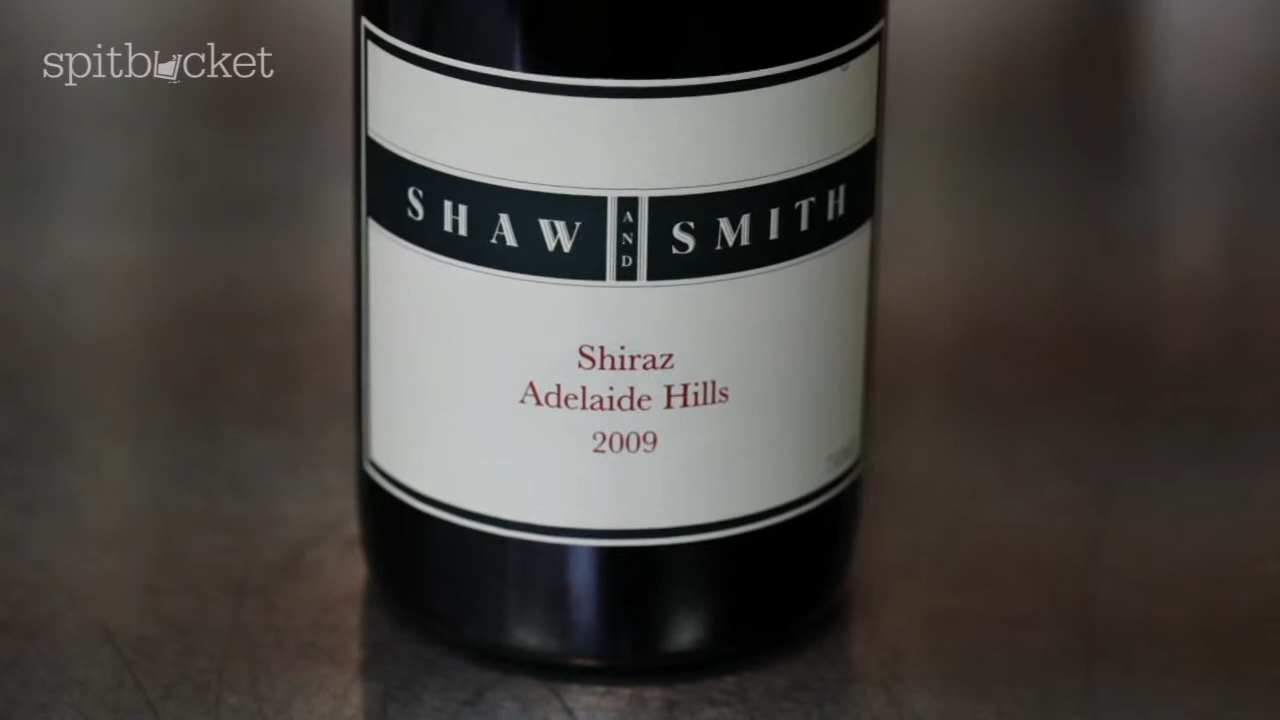 spitbucket
SHAW AND SMITH
Shiraz
Adelaide Hills
2009